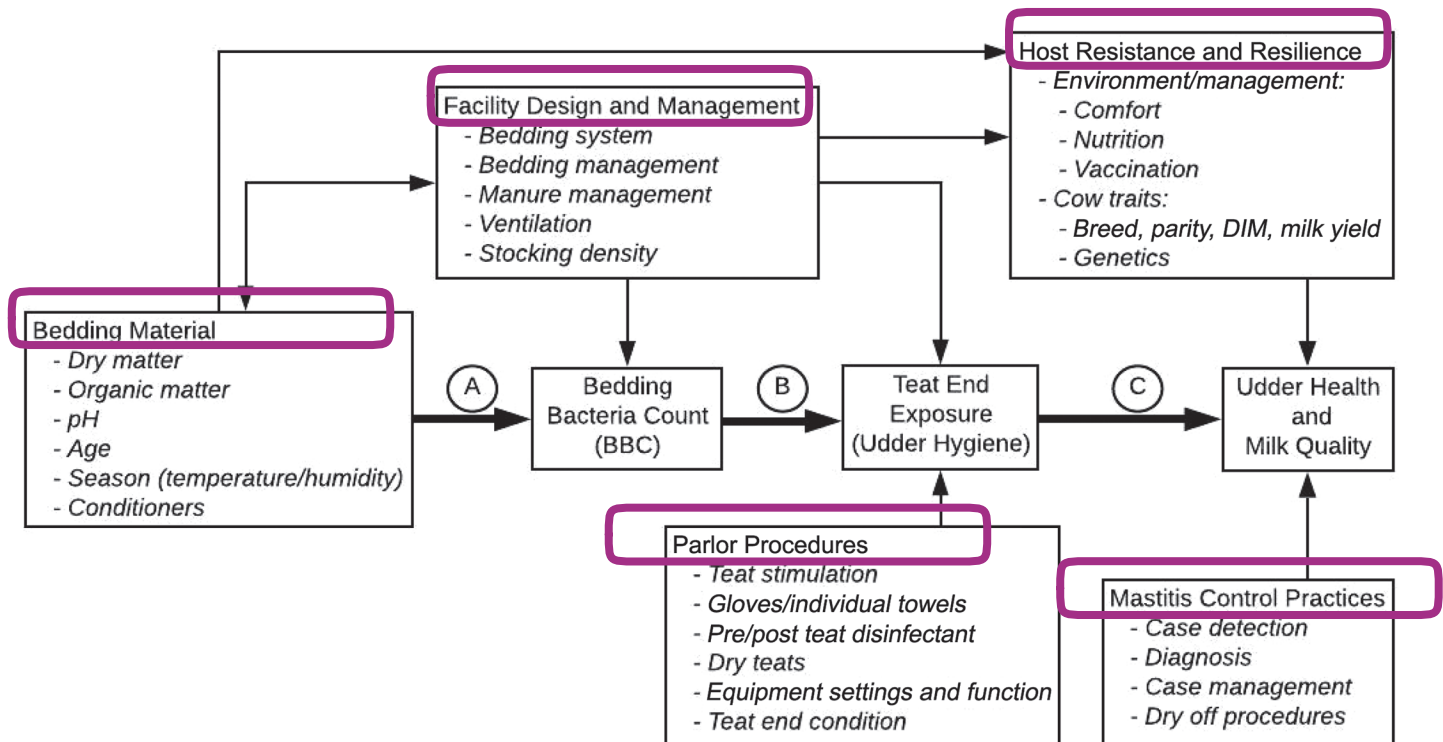 Host Resistance and Resilience
- Environment/management:
- Comfort
- Nutrition
- Vaccination
- Cow traits:
- Breed, parity, DIM, milk yield
- Genetics
Facility Design and Management
- Bedding system
- Bedding management
- Manure management
- Ventilation
- Stocking density
Bedding Material
- Dry matter
- Organic matter
- pH
- Age
- Season (temperature/humidity)
- Conditioners
A
Bedding
Bacteria Count
(BBC)
B
Teat End
Exposure
(Udder Hygiene)
C
Udder Health
and
Milk Quality
Parlor Procedures
- Teat stimulation
- Gloves/individual towels
- Pre/post teat disinfectant
- Dry teats
- Equipment settings and function
- Teat end condition
Mastitis Control Practices
- Case detection
- Diagnosis
- Case management
- Dry off procedures